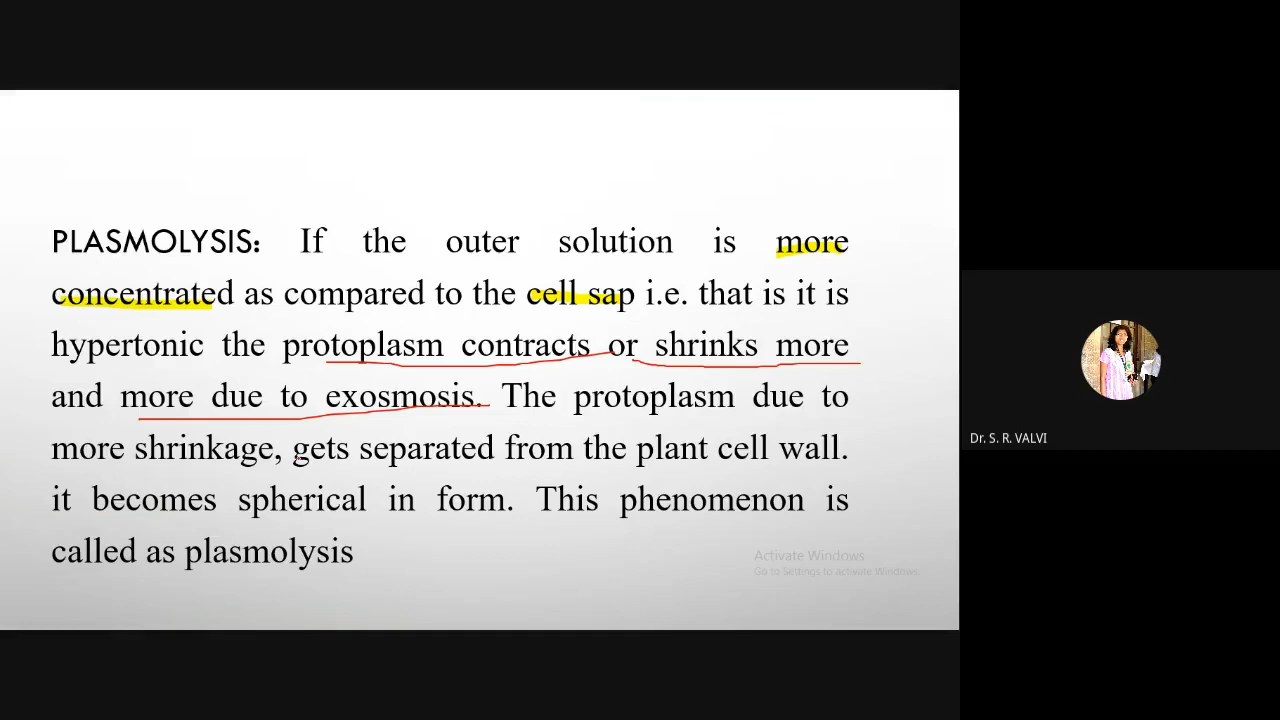 PLASMOLYSIS: If the outer solution is more
concentrated as compared to the cell sap i.e. that is it is
hypertonic the protoplasm contracts or shrinks more
and more due to exosmosis. The protoplasm due to
more shrinkage, gets separated from the plant cell wall.
it becomes spherical in form. This phenomenon is
called as plasmolysis
Activate Windows
Go to Settings to activate Windows.
Dr. S. R. VALVI